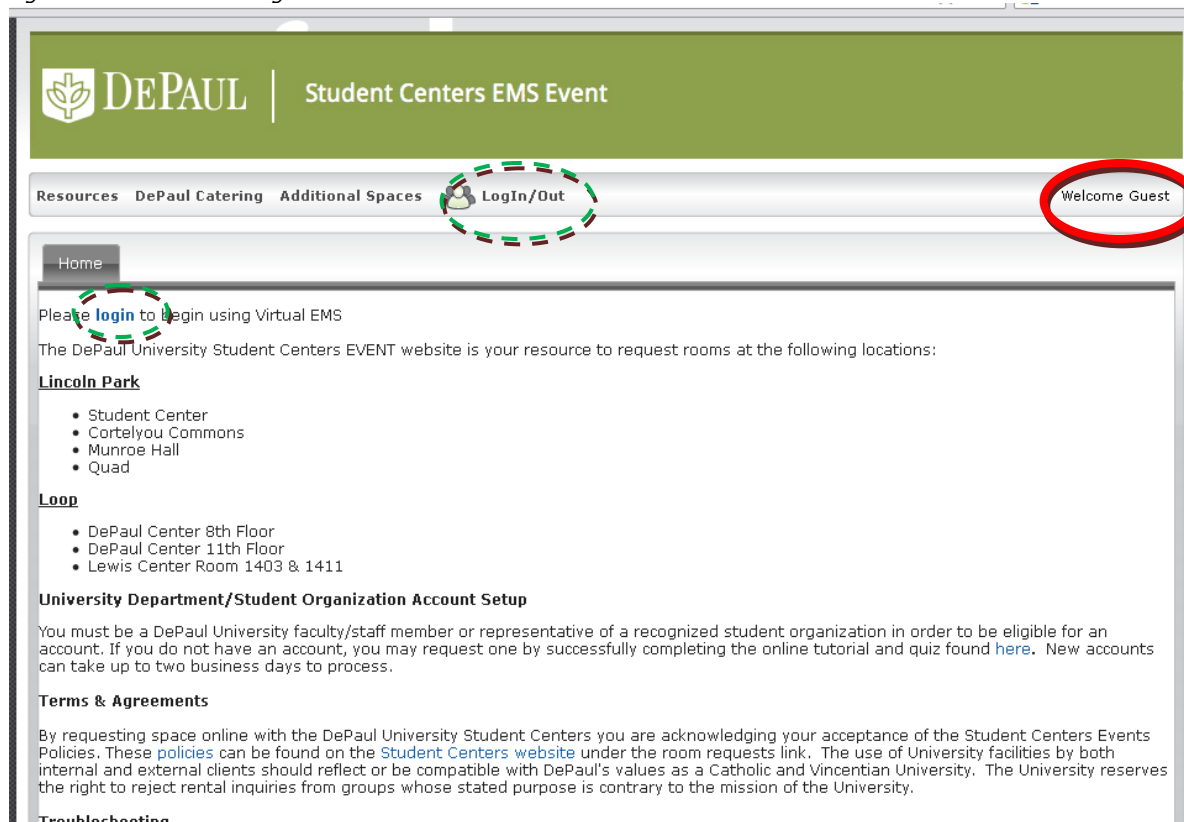 DEPAUL | Student Centers EMS Event
Resources DePaul Catering Additional Spaces LogIn/Out Welcome Guest
Home
Please login to begin using Virtual EMS
The DePaul University Student Centers EVENT website is your resource to request rooms at the following locations:
Lincoln Park
• Student Center
• Cortelyou Commons
• Munroe Hall
• Quad
Loop
• DePaul Center 8th Floor
• DePaul Center 11th Floor
• Lewis Center Room 1403 & 1411
University Department/Student Organization Account Setup
You must be a DePaul University faculty/staff member or representative of a recognized student organization in order to be eligible for an
account. If you do not have an account, you may request one by successfully completing the online tutorial and quiz found here. New accounts
can take up to two business days to process.
Terms & Agreements
By requesting space online with the DePaul University Student Centers you are acknowledging your acceptance of the Student Centers Events
Policies. These policies can be found on the Student Centers website under the room requests link. The use of University facilities by both
internal and external clients should reflect or be compatible with DePaul's values as a Catholic and Vincentian University. The University reserves
the right to reject rental inquiries from groups whose stated purpose is contrary to the mission of the University.
Troubleshooting